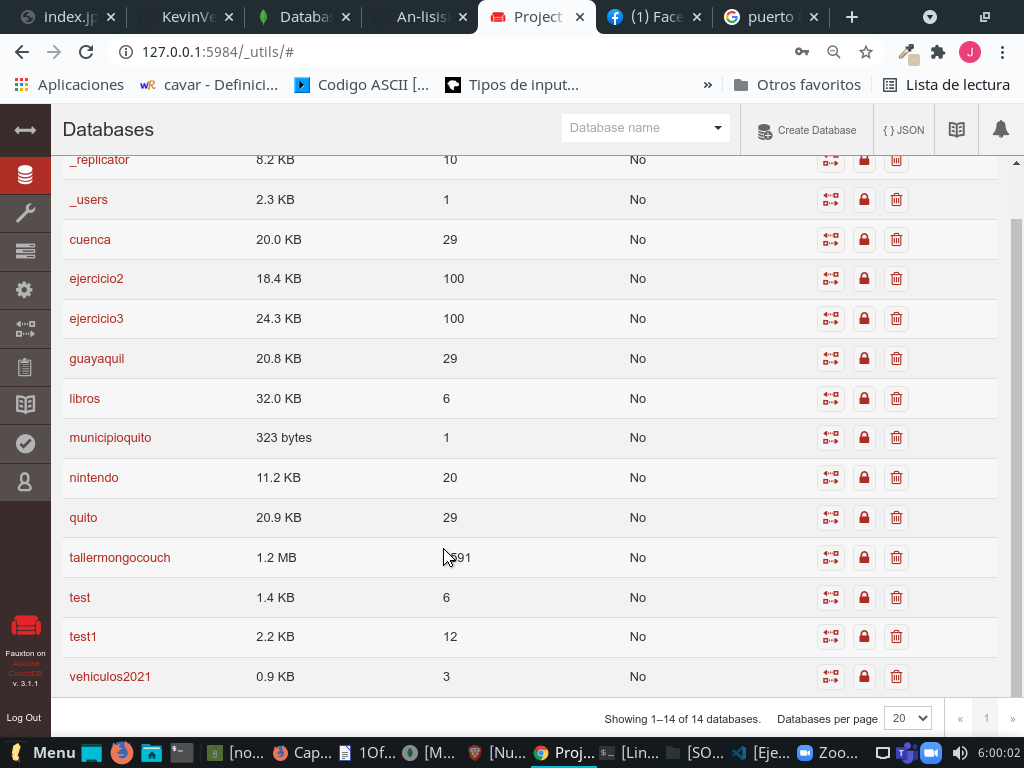 index.jp
KevinVe
Databas
An-lisis
Project
(1) Face
puerto
127.0.0.1:5984/_utils/#
J
Aplicaciones
wR cavar - Definici...
Codigo ASCII [...
Tipos de input...
»
Otros favoritos
Lista de lectura
Databases
Database name
Create Database
{ } JSON
_replicator 8.2 KB 10 No
_users 2.3 KB 1 No
cuenca 20.0 KB 29 No
ejercicio2 18.4 KB 100 No
ejercicio3 24.3 KB 100 No
guayaquil 20.8 KB 29 No
libros 32.0 KB 6 No
municipioquito 323 bytes 1 No
nintendo 11.2 KB 20 No
quito 20.9 KB 29 No
tallermongocouch 1.2 MB No
test 1.4 KB 6 No
test1 2.2 KB 12 No
vehiculos2021 0.9 KB 3 No
Fauxton on
Apache
CouchDB
v. 3.1.1
Log Out
Showing 1–14 of 14 databases.
Databases per page
20
« 1 »
Menu
[no...
Cap...
1Of...
[M...
[Nu...
Proj...
[Lin...
[SO...
[Eje...
Zoo...
6:00:02